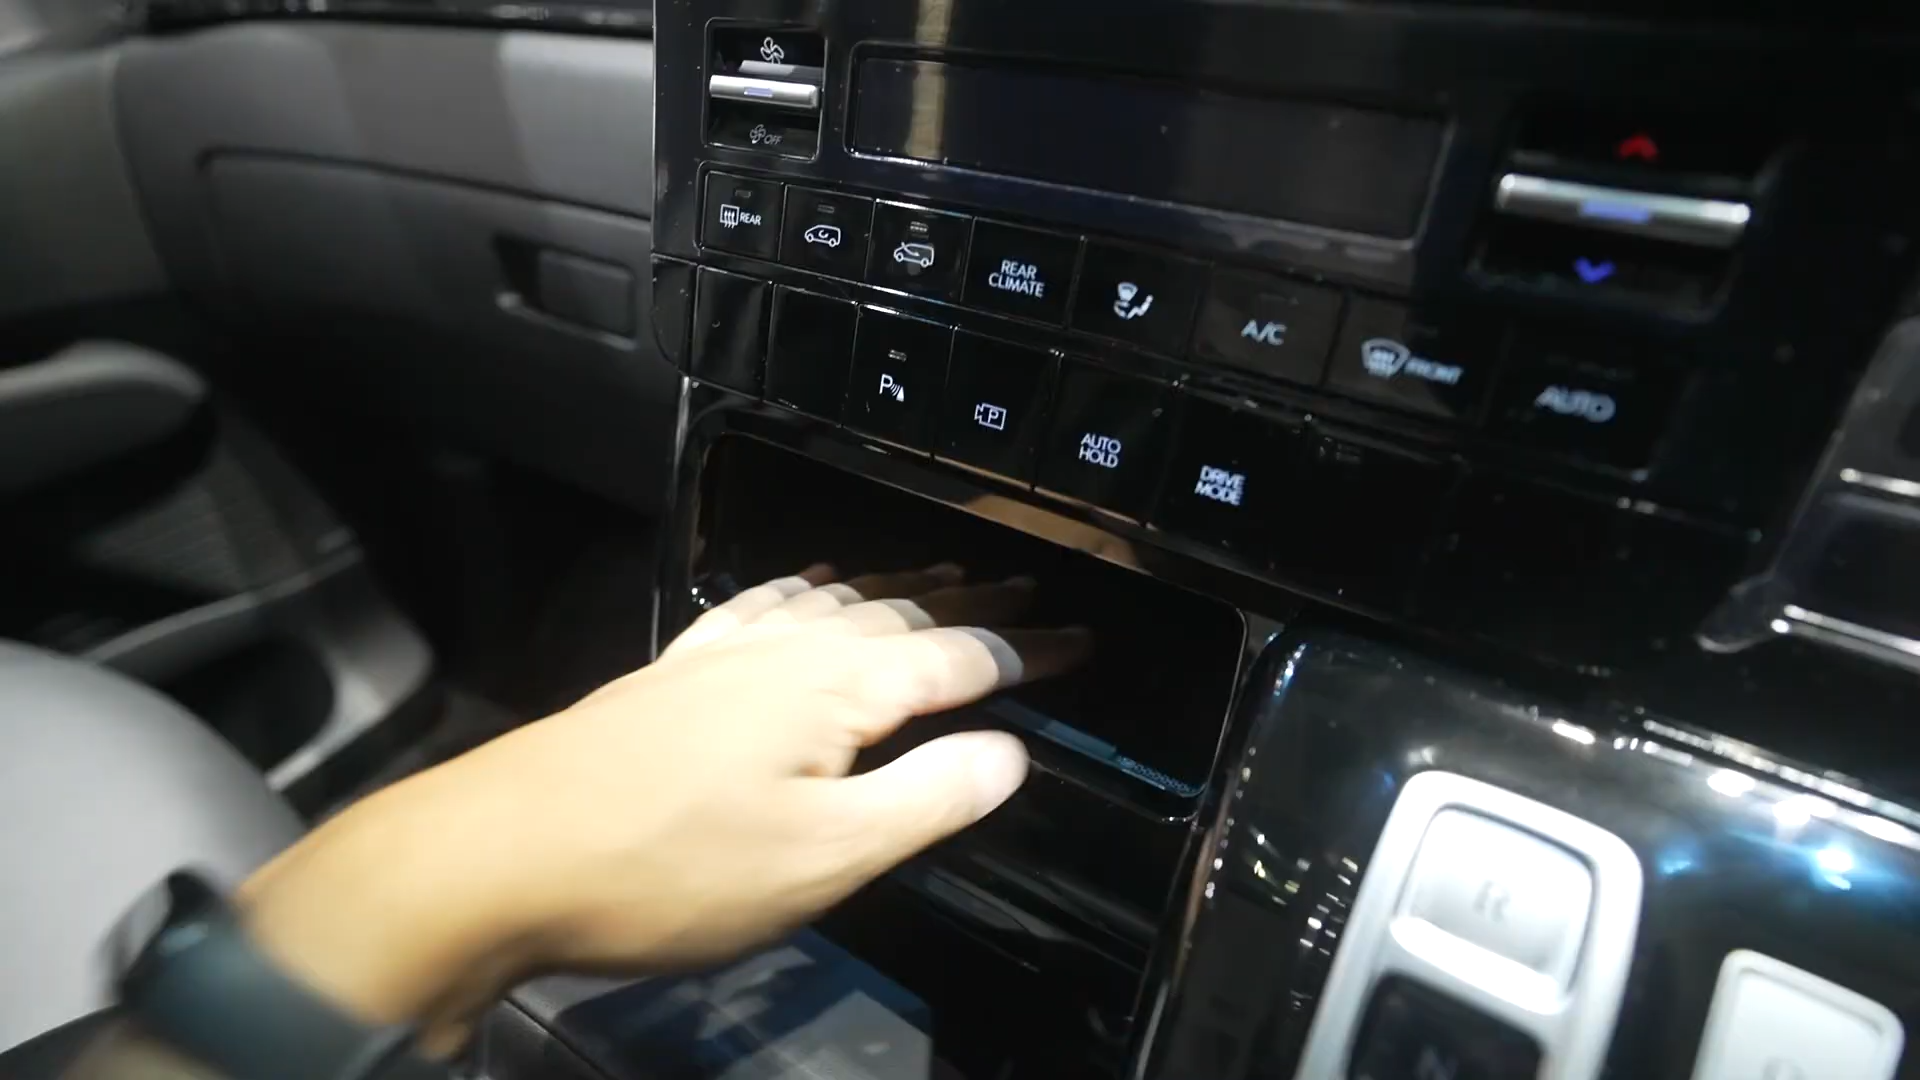 OFF
REAR
REAR
CLIMATE
A/C
FRONT
AUTO
P
P
AUTO
HOLD
DRIVE
MODE
R
N